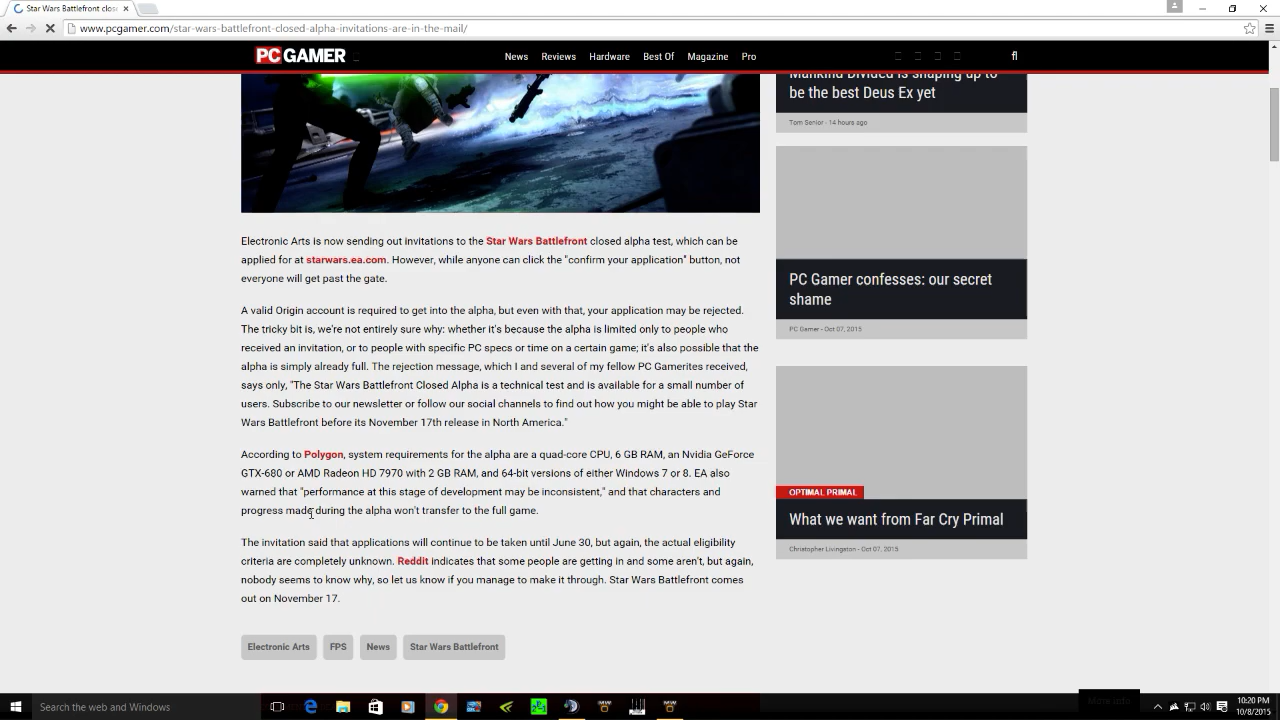 Star Wars Battlefront close
www.pcgamer.com/star-wars-battlefront-closed-alpha-invitations-are-in-the-mail/
PC GAMER
News Reviews Hardware Best Of Magazine Pro
Mankind Divided is shaping up to
be the best Deus Ex yet
Tom Senior - 14 hours ago
PC Gamer confesses: our secret
shame
PC Gamer - Oct 07, 2015
OPTIMAL PRIMAL
What we want from Far Cry Primal
Christopher Livingston - Oct 07, 2015
Electronic Arts is now sending out invitations to the Star Wars Battlefront closed alpha test, which can be
applied for at starwars.ea.com. However, while anyone can click the "confirm your application" button, not
everyone will get past the gate.
A valid Origin account is required to get into the alpha, but even with that, your application may be rejected.
The tricky bit is, we're not entirely sure why: whether it's because the alpha is limited only to people who
received an invitation, or to people with specific PC specs or time on a certain game; it's also possible that the
alpha is simply already full. The rejection message, which I and several of my fellow PC Gamerites received,
says only, "The Star Wars Battlefront Closed Alpha is a technical test and is available for a small number of
users. Subscribe to our newsletter or follow our social channels to find out how you might be able to play Star
Wars Battlefront before its November 17th release in North America."
According to Polygon, system requirements for the alpha are a quad-core CPU, 6 GB RAM, an Nvidia GeForce
GTX-680 or AMD Radeon HD 7970 with 2 GB RAM, and 64-bit versions of either Windows 7 or 8. EA also
warned that "performance at this stage of development may be inconsistent," and that characters and
progress made during the alpha won't transfer to the full game.
The invitation said that applications will continue to be taken until June 30, but again, the actual eligibility
criteria are completely unknown. Reddit indicates that some people are getting in and some aren't, but again,
nobody seems to know why, so let us know if you manage to make it through. Star Wars Battlefront comes
out on November 17.
Electronic Arts FPS News Star Wars Battlefront
Search the web and Windows
10:20 PM
10/8/2015